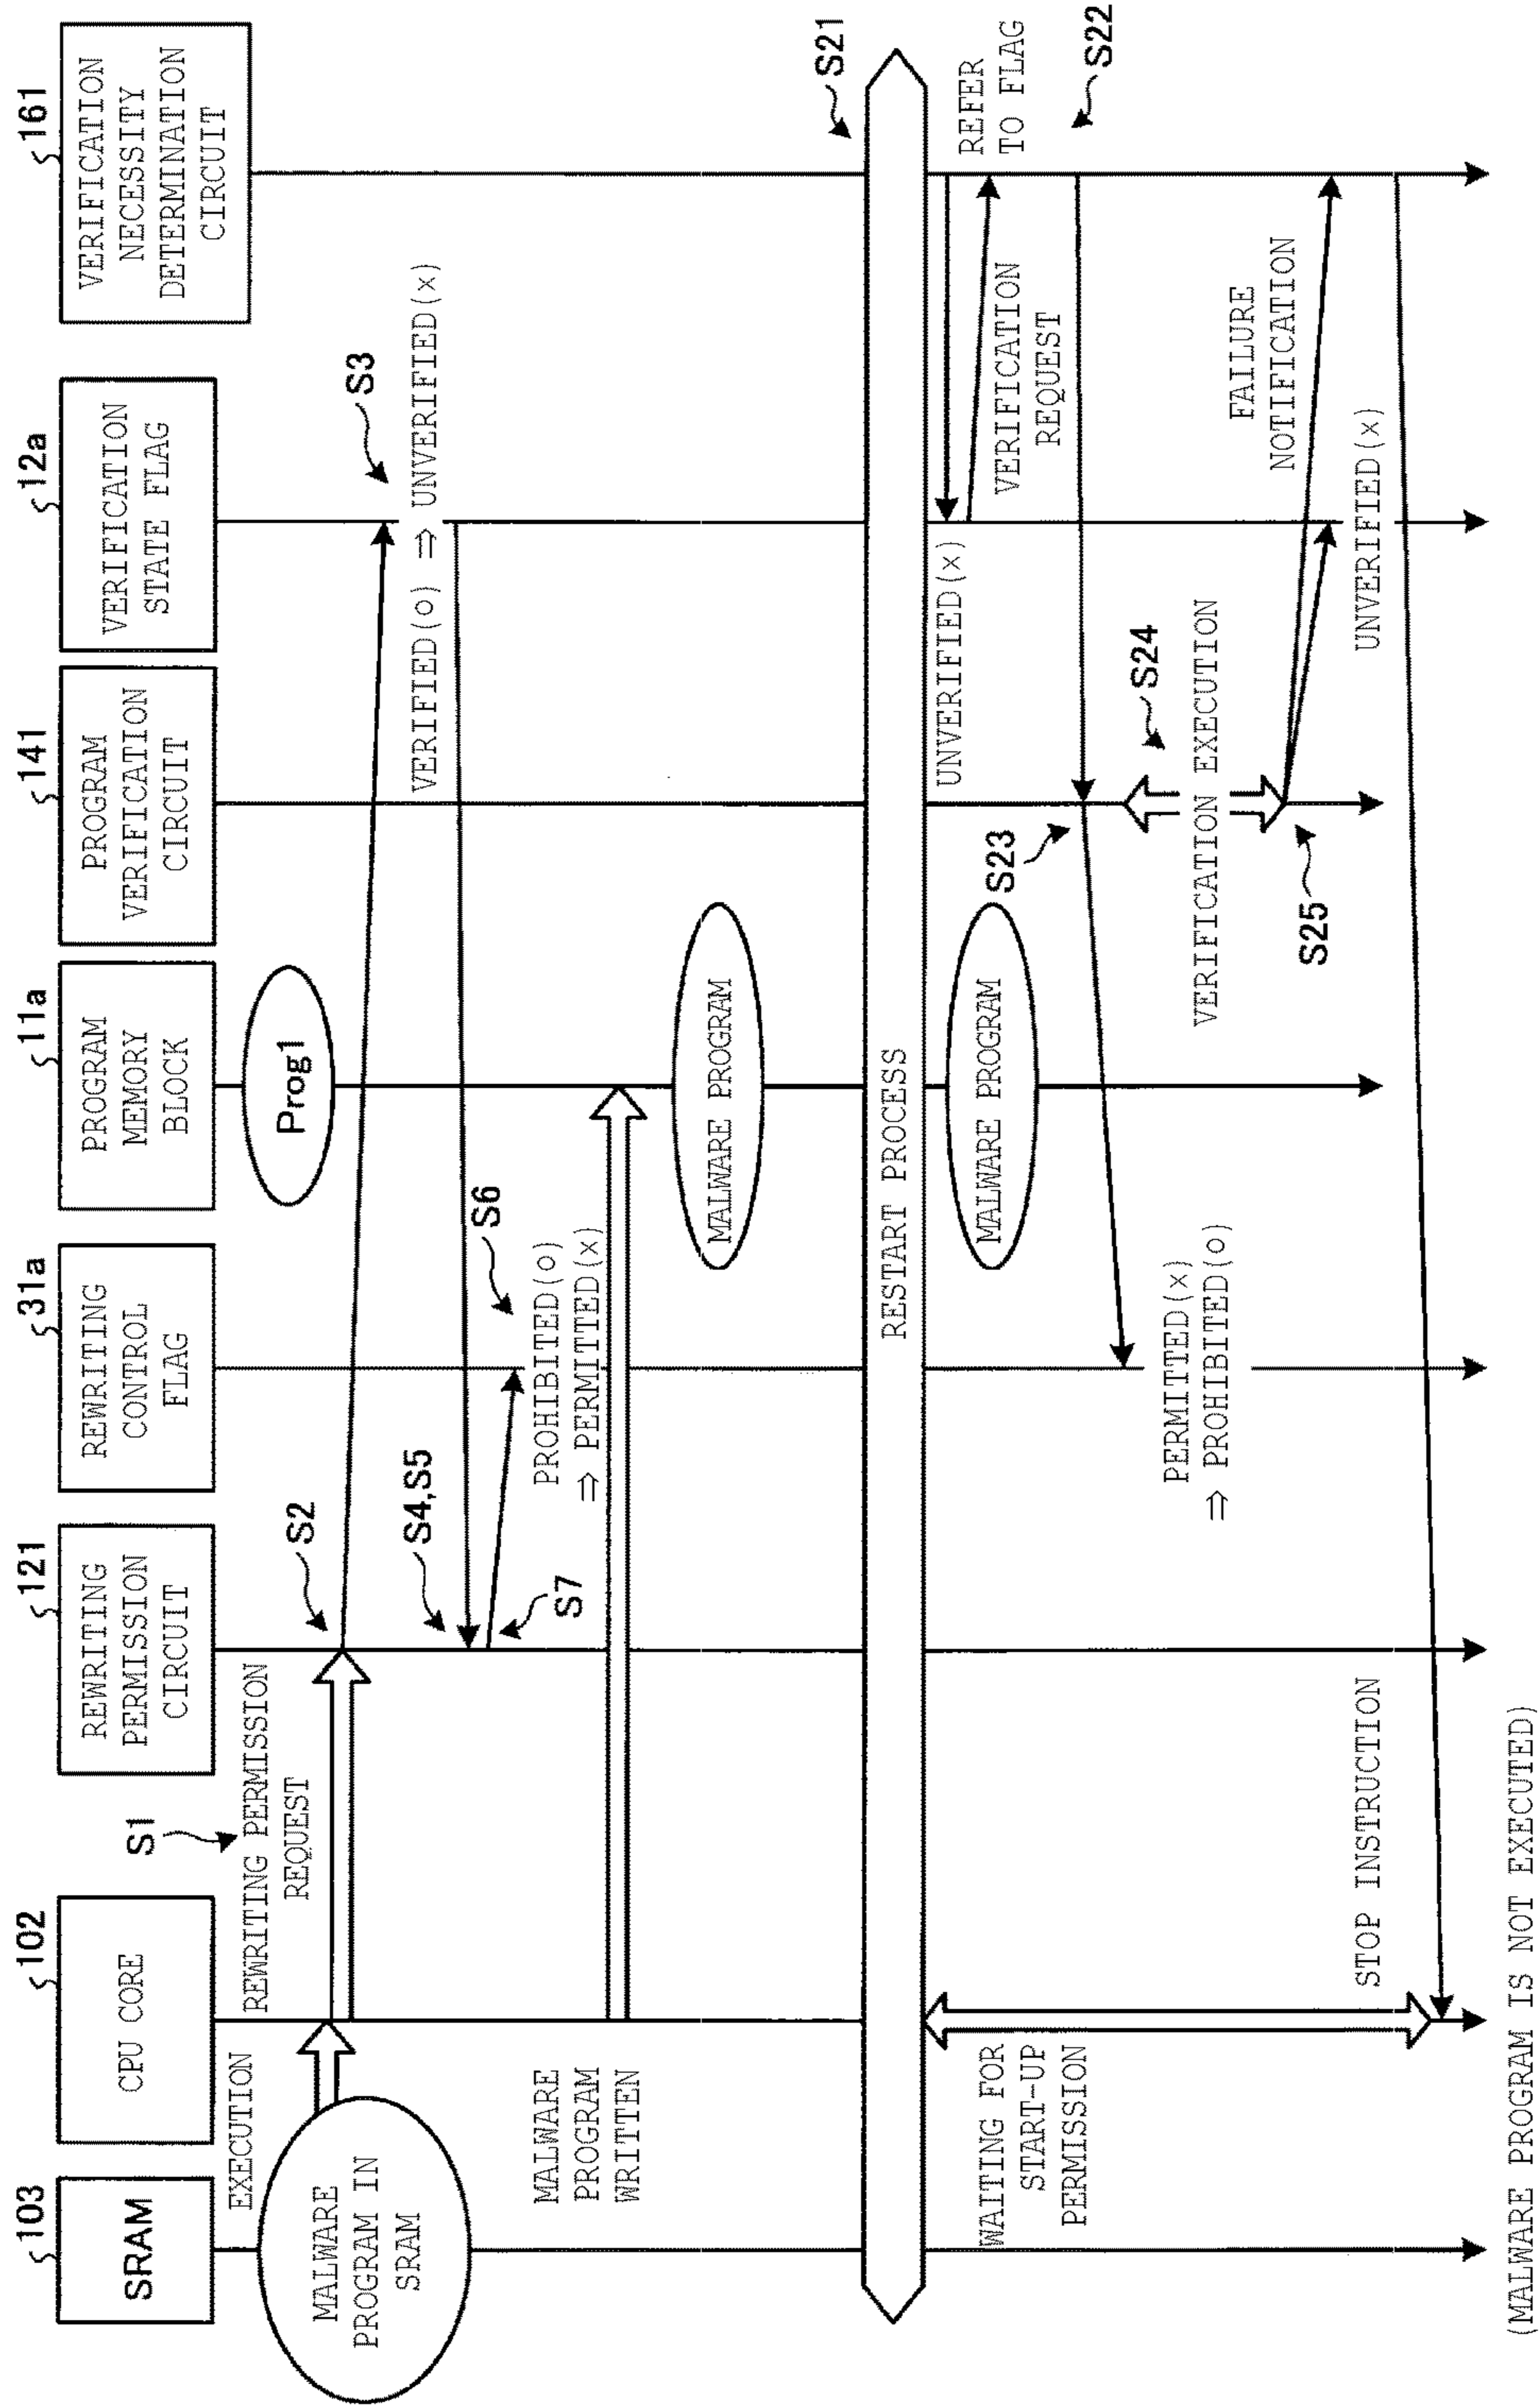 103
SRAM
102
CPU CORE
121
REWRITING
PERMISSION
CIRCUIT
31a
REWRITING
CONTROL
FLAG
11a
PROGRAM
MEMORY
BLOCK
141
PROGRAM
VERIFICATION
CIRCUIT
12a
VERIFICATION
STATE FLAG
161
VERIFICATION
NECESSITY
DETERMINATION
CIRCUIT
MALWARE
PROGRAM IN
SRAM
EXECUTION
S1
REWRITING PERMISSION
REQUEST
S2
Prog1
S3
VERIFIED(o) ⇒ UNVERIFIED(x)
S4,S5
S7
S6
PROHIBITED(o)
⇒ PERMITTED(x)
MALWARE
PROGRAM
WRITTEN
MALWARE PROGRAM
S21
RESTART PROCESS
REFER
TO FLAG
UNVERIFIED(x)
MALWARE PROGRAM
VERIFICATION
REQUEST
S22
WAITING FOR
START-UP
PERMISSION
S23
PERMITTED(x)
⇒ PROHIBITED(o)
S24
VERIFICATION EXECUTION
S25
FAILURE
NOTIFICATION
UNVERIFIED(x)
STOP INSTRUCTION
(MALWARE PROGRAM IS NOT EXECUTED)